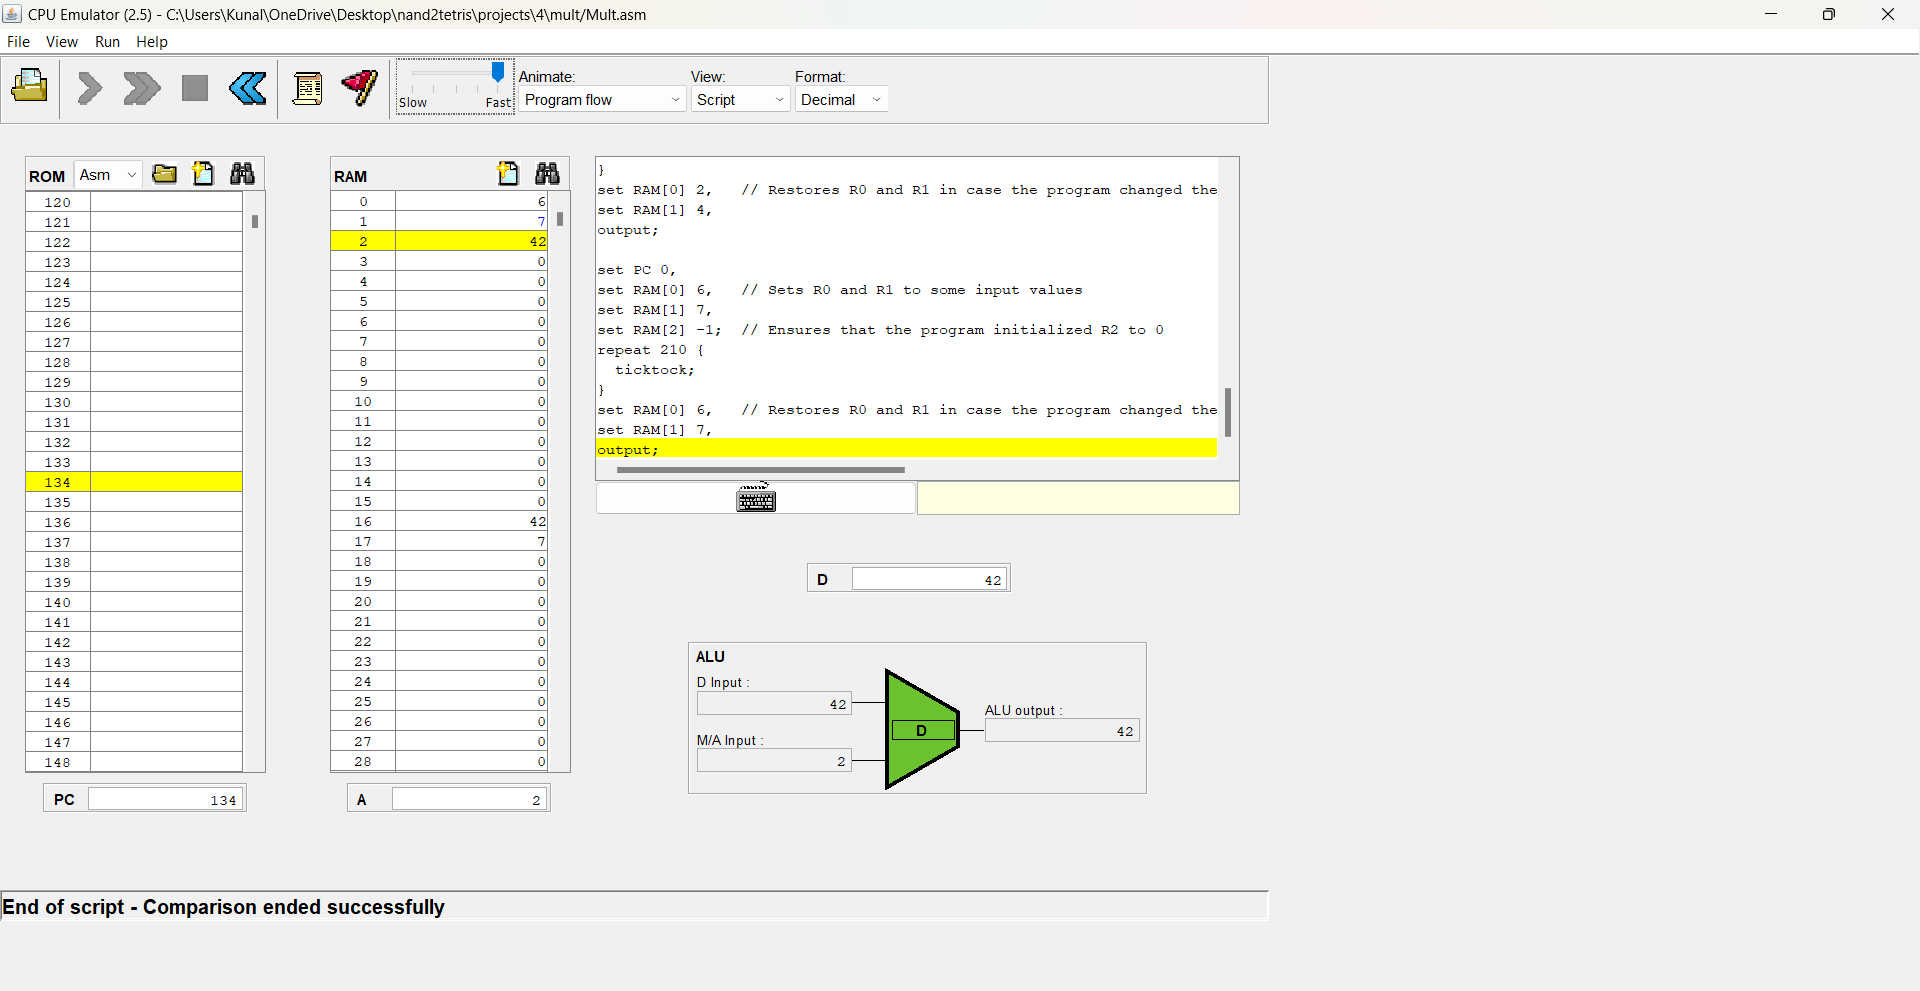 CPU Emulator (2.5) - C:\Users\Kunal\OneDrive\Desktop\nand2tetris\projects\4\mult/Mult.asm
File View Run Help
Slow Fast
Animate:
Program flow
View:
Script
Format:
Decimal
ROM Asm
120
121
122
123
124
125
126
127
128
129
130
131
132
133
134
135
136
137
138
139
140
141
142
143
144
145
146
147
148
PC 134
RAM
0 6
1 7
2 42
3 0
4 0
5 0
6 0
7 0
8 0
9 0
10 0
11 0
12 0
13 0
14 0
15 0
16 42
17 7
18 0
19 0
20 0
21 0
22 0
23 0
24 0
25 0
26 0
27 0
28 0
A 2
}
set RAM[0] 2, // Restores R0 and R1 in case the program changed the
set RAM[1] 4,
output;
set PC 0,
set RAM[0] 6, // Sets R0 and R1 to some input values
set RAM[1] 7,
set RAM[2] -1; // Ensures that the program initialized R2 to 0
repeat 210 {
ticktock;
}
set RAM[0] 6, // Restores R0 and R1 in case the program changed the
set RAM[1] 7,
output;
D 42
ALU
D Input :
42
M/A Input :
2
D
ALU output :
42
End of script - Comparison ended successfully